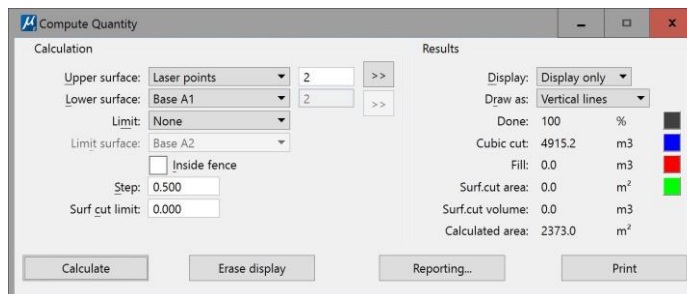 Compute Quantity
Calculation
Upper surface: Laser points 2 >>
Lower surface: Base A1 2 >>
Limit: None
Limit surface: Base A2
Inside fence
Step: 0.500
Surf cut limit: 0.000
Results
Display: Display only
Draw as: Vertical lines
Done: 100 %
Cubic cut: 4915.2 m3
Fill: 0.0 m3
Surf.cut area: 0.0 m²
Surf.cut volume: 0.0 m3
Calculated area: 2373.0 m²
Calculate Erase display Reporting... Print